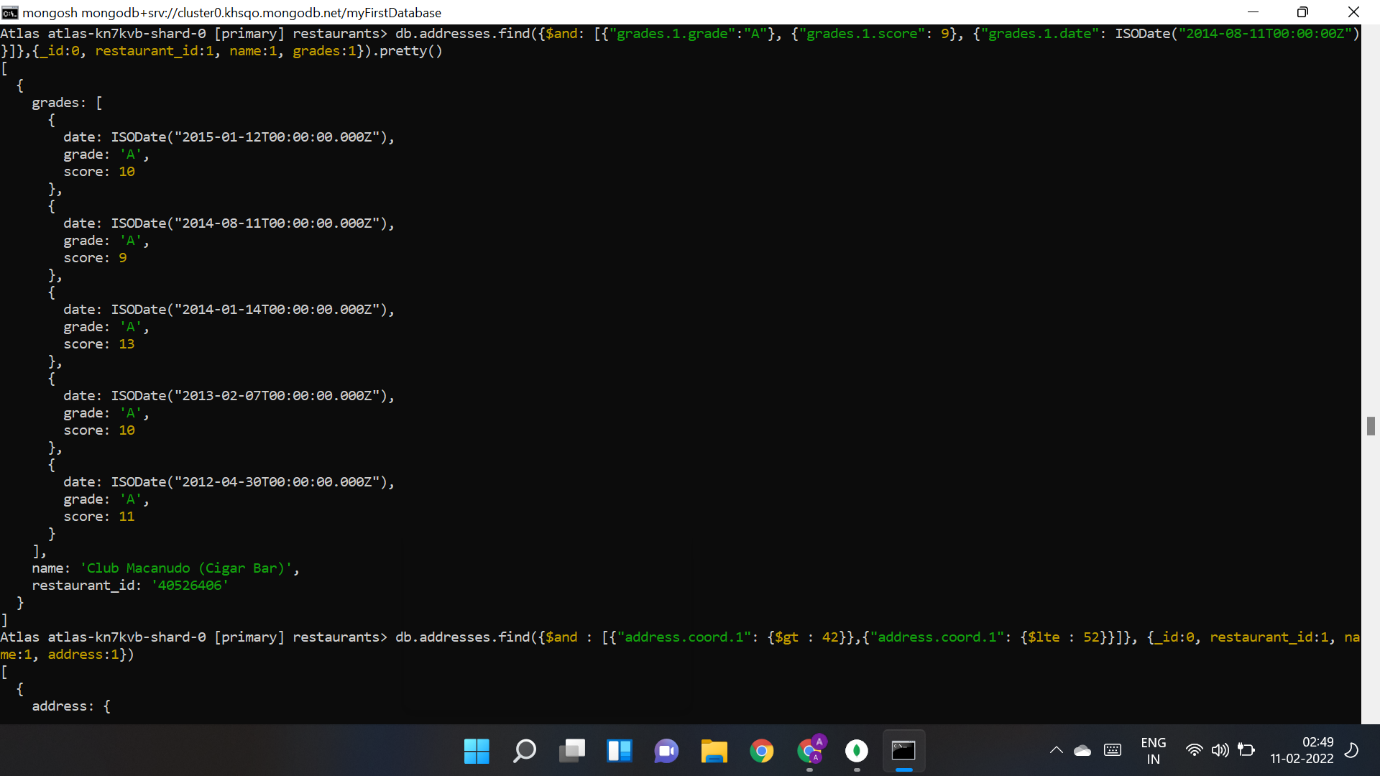 mongosh mongodb+srv://cluster0.khsqo.mongodb.net/myFirstDatabase
Atlas atlas-kn7kvb-shard-0 [primary] restaurants> db.addresses.find({$and: [{"grades.1.grade":"A"}, {"grades.1.score": 9}, {"grades.1.date": ISODate("2014-08-11T00:00:00Z")
}]},{_id:0, restaurant_id:1, name:1, grades:1}).pretty()
[
{
grades: [
{
date: ISODate("2015-01-12T00:00:00.000Z"),
grade: 'A',
score: 10
},
{
date: ISODate("2014-08-11T00:00:00.000Z"),
grade: 'A',
score: 9
},
{
date: ISODate("2014-01-14T00:00:00.000Z"),
grade: 'A',
score: 13
},
{
date: ISODate("2013-02-07T00:00:00.000Z"),
grade: 'A',
score: 10
},
{
date: ISODate("2012-04-30T00:00:00.000Z"),
grade: 'A',
score: 11
}
],
name: 'Club Macanudo (Cigar Bar)',
restaurant_id: '40526406'
}
]
Atlas atlas-kn7kvb-shard-0 [primary] restaurants> db.addresses.find({$and : [{"address.coord.1": {$gt : 42}},{"address.coord.1": {$lte : 52}}]}, {_id:0, restaurant_id:1, na
me:1, address:1})
[
{
address: {
A
A
ENG
IN
02:49
11-02-2022